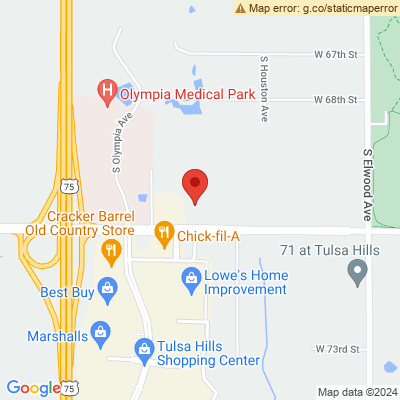 Map error: g.co/staticmaperror
W 67th St
S Houston Ave
H
Olympia Medical Park
W 68th St
S Olympia Ave
S Elwood Ave
75
75
Cracker Barrel
Old Country Store
Chick-fil-A
71 at Tulsa Hills
Lowe's Home
Improvement
Best Buy
Marshalls
Tulsa Hills
Shopping Center
W 73rd St
75
Google
Map data ©2024